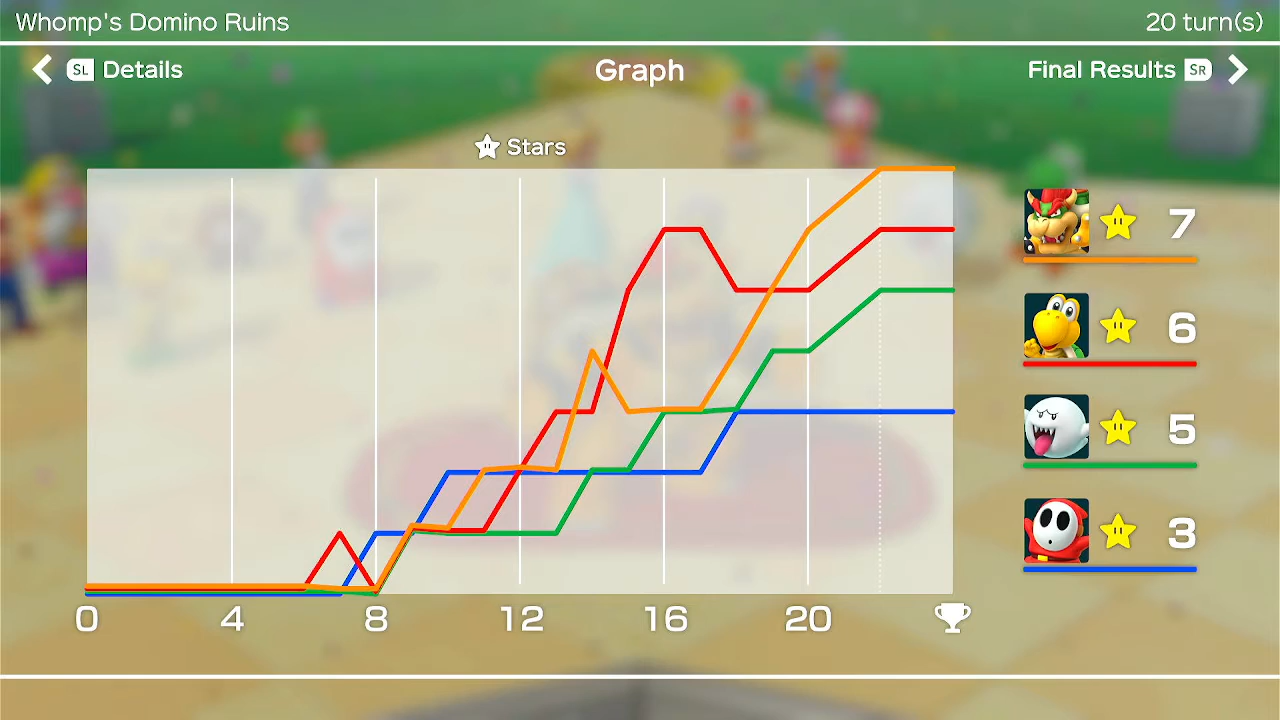 Whomp's Domino Ruins
20 turn(s)
SL Details
Graph
Final Results SR
Stars
7
6
5
3
0 4 8 12 16 20